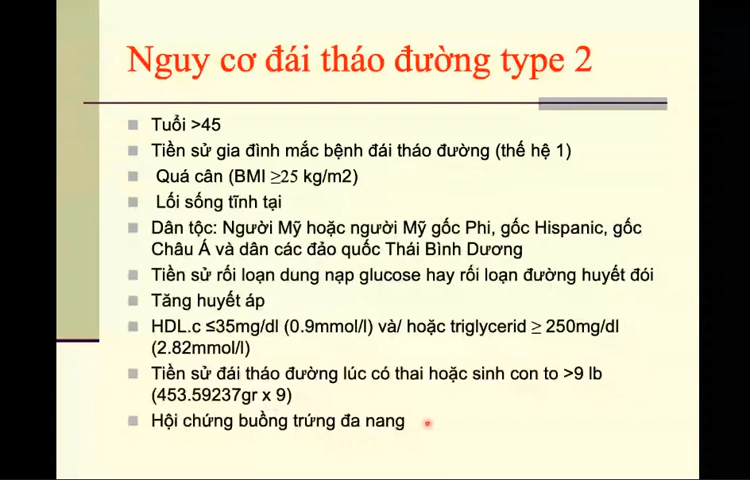 Nguy cơ đái tháo đường type 2
Tuổi >45
Tiền sử gia đình mắc bệnh đái tháo đường (thế hệ 1)
Quá cân (BMI ≥25 kg/m2)
Lối sống tĩnh tại
Dân tộc: Người Mỹ hoặc người Mỹ gốc Phi, gốc Hispanic, gốc
Châu Á và dân các đảo quốc Thái Bình Dương
Tiền sử rối loạn dung nạp glucose hay rối loạn đường huyết đói
Tăng huyết áp
HDL.c ≤35mg/dl (0.9mmol/l) và/ hoặc triglycerid ≥ 250mg/dl
(2.82mmol/l)
Tiền sử đái tháo đường lúc có thai hoặc sinh con to >9 lb
(453.59237gr x 9)
Hội chứng buồng trứng đa nang